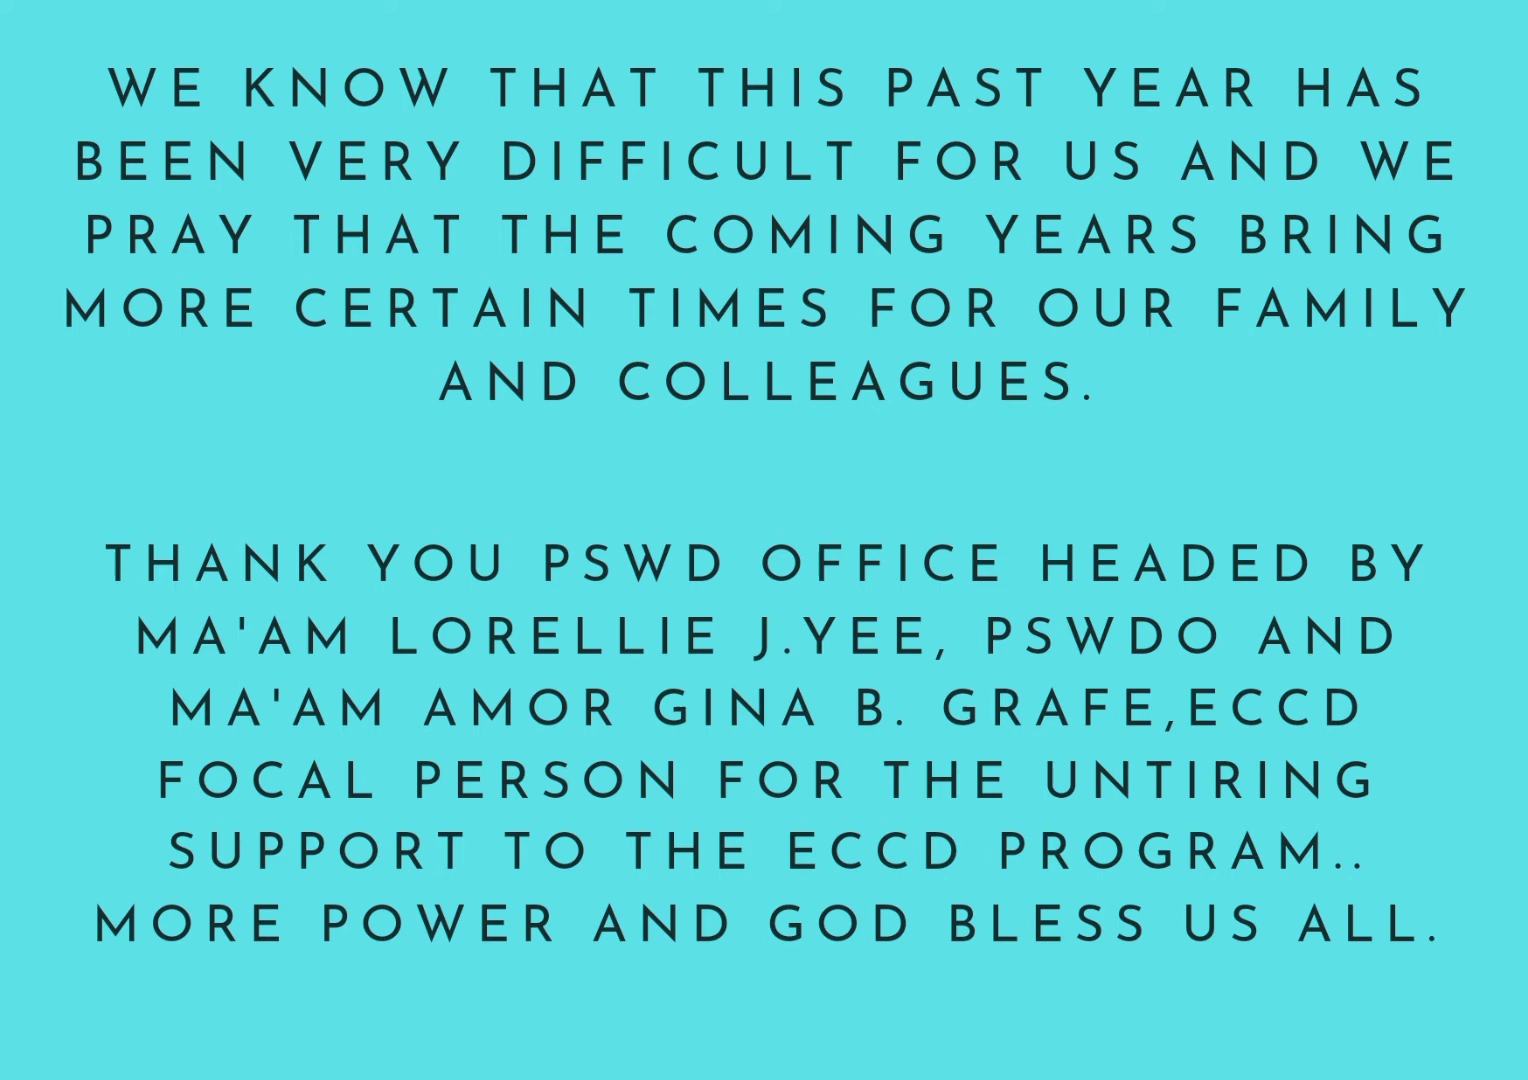 WE KNOW THAT THIS PAST YEAR HAS
BEEN VERY DIFFICULT FOR US AND WE
PRAY THAT THE COMING YEARS BRING
MORE CERTAIN TIMES FOR OUR FAMILY
AND COLLEAGUES.
THANK YOU PSWD OFFICE HEADED BY
MA'AM LORELLIE J.YEE, PSWDO AND
MA'AM AMOR GINA B. GRAFE,ECCD
FOCAL PERSON FOR THE UNTIRING
SUPPORT TO THE ECCD PROGRAM..
MORE POWER AND GOD BLESS US ALL.